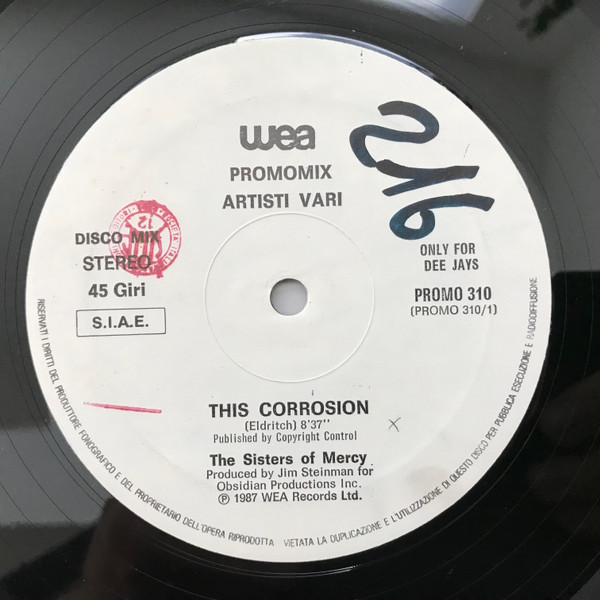 wea
PROMOMIX
ARTISTI VARI
216
DISCO MIX
STEREO
45 Giri
S.I.A.E.
ONLY FOR
DEE JAYS
PROMO 310
(PROMO 310/1)
THIS CORROSION
(Eldritch) 8'37''
Published by Copyright Control
x
The Sisters of Mercy
Produced by Jim Steinman for
Obsidian Productions Inc.
℗ 1987 WEA Records Ltd.
RISERVATI I DIRITTI DEL PRODUTTORE FONOGRAFICO E DEL PROPRIETARIO DELL'OPERA RIPRODOTTA VIETATA LA DUPLICAZIONE E L'UTILIZZAZIONE DI QUESTO DISCO PER PUBBLICA ESECUZIONE E RADIODIFFUSIONE